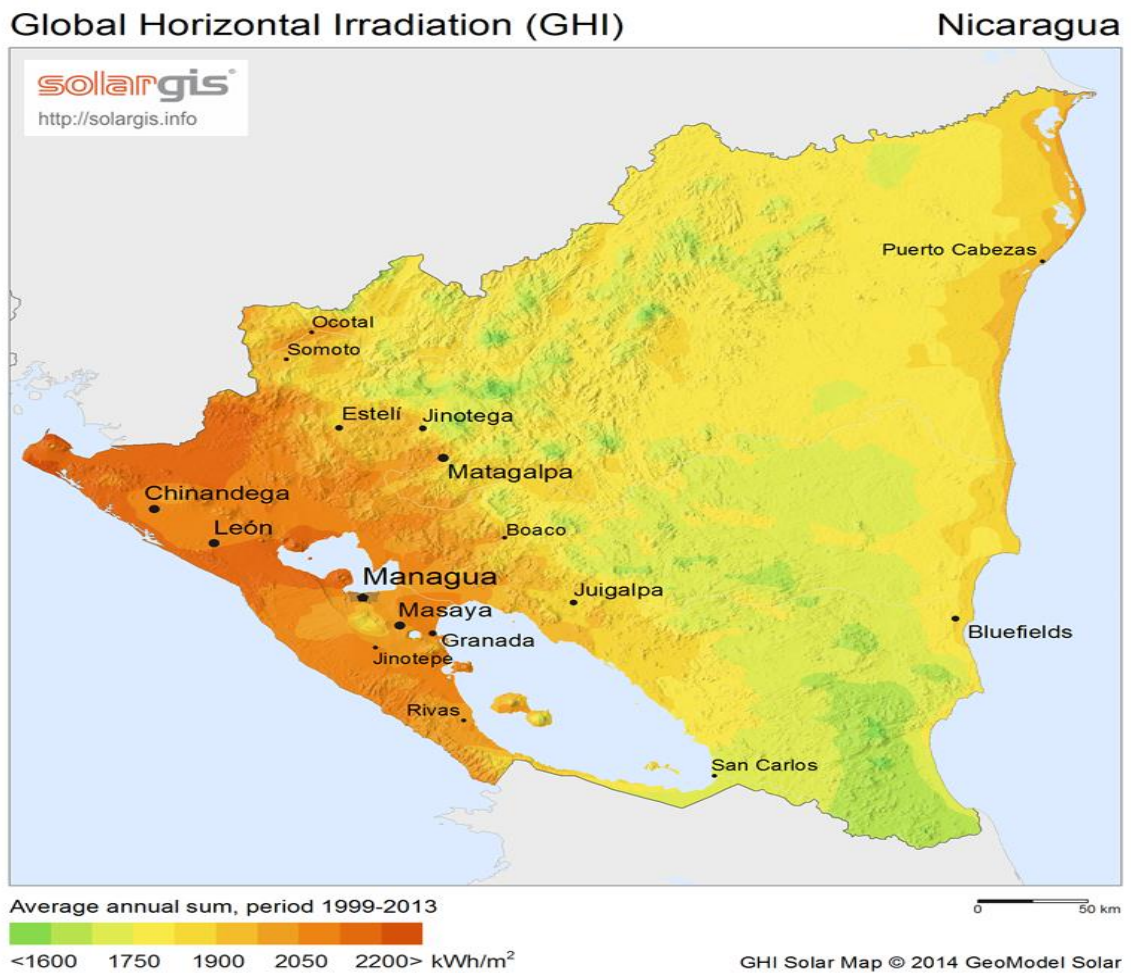 Global Horizontal Irradiation (GHI) Nicaragua
solargis®
http://solargis.info
Puerto Cabezas
Ocotal
Somoto
Estelí Jinotega
Matagalpa
Chinandega
León
Boaco
Managua
Juigalpa
Masaya
Granada
Bluefields
Jinotepe
Rivas
San Carlos
Average annual sum, period 1999-2013
0 50 km
<1600 1750 1900 2050 2200> kWh/m²
GHI Solar Map © 2014 GeoModel Solar